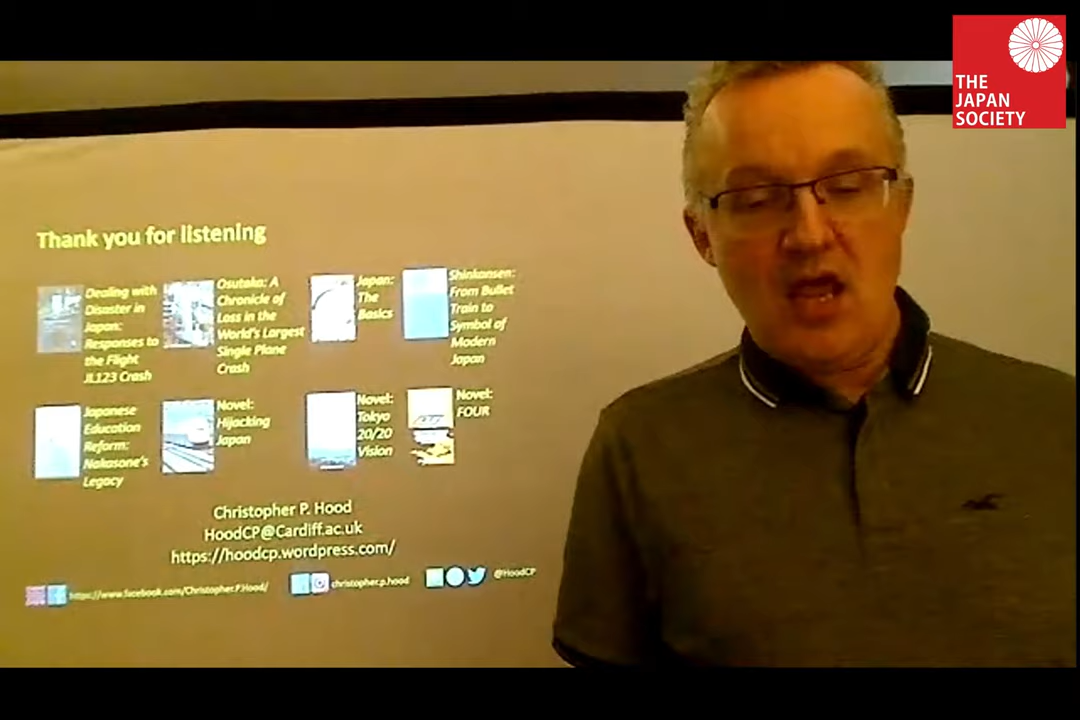 THE
JAPAN
SOCIETY
Thank you for listening
Dealing with
Disaster in
Japan:
Responses to
the Flight
JL123 Crash
Osutaka: A
Chronicle of
Loss in the
World's Largest
Single Plane
Crash
Japan:
The
Basics
Shinkansen:
From Bullet
Train to
Symbol of
Modern
Japan
Japanese
Education
Reform:
Nakasone's
Legacy
Novel:
Hijacking
Japan
Novel:
Tokyo
20/20
Vision
Novel:
FOUR
Christopher P. Hood
HoodCP@Cardiff.ac.uk
https://hoodcp.wordpress.com/
https://www.facebook.com/Christopher.P.Hood/
christopher.p.hood
@HoodCP